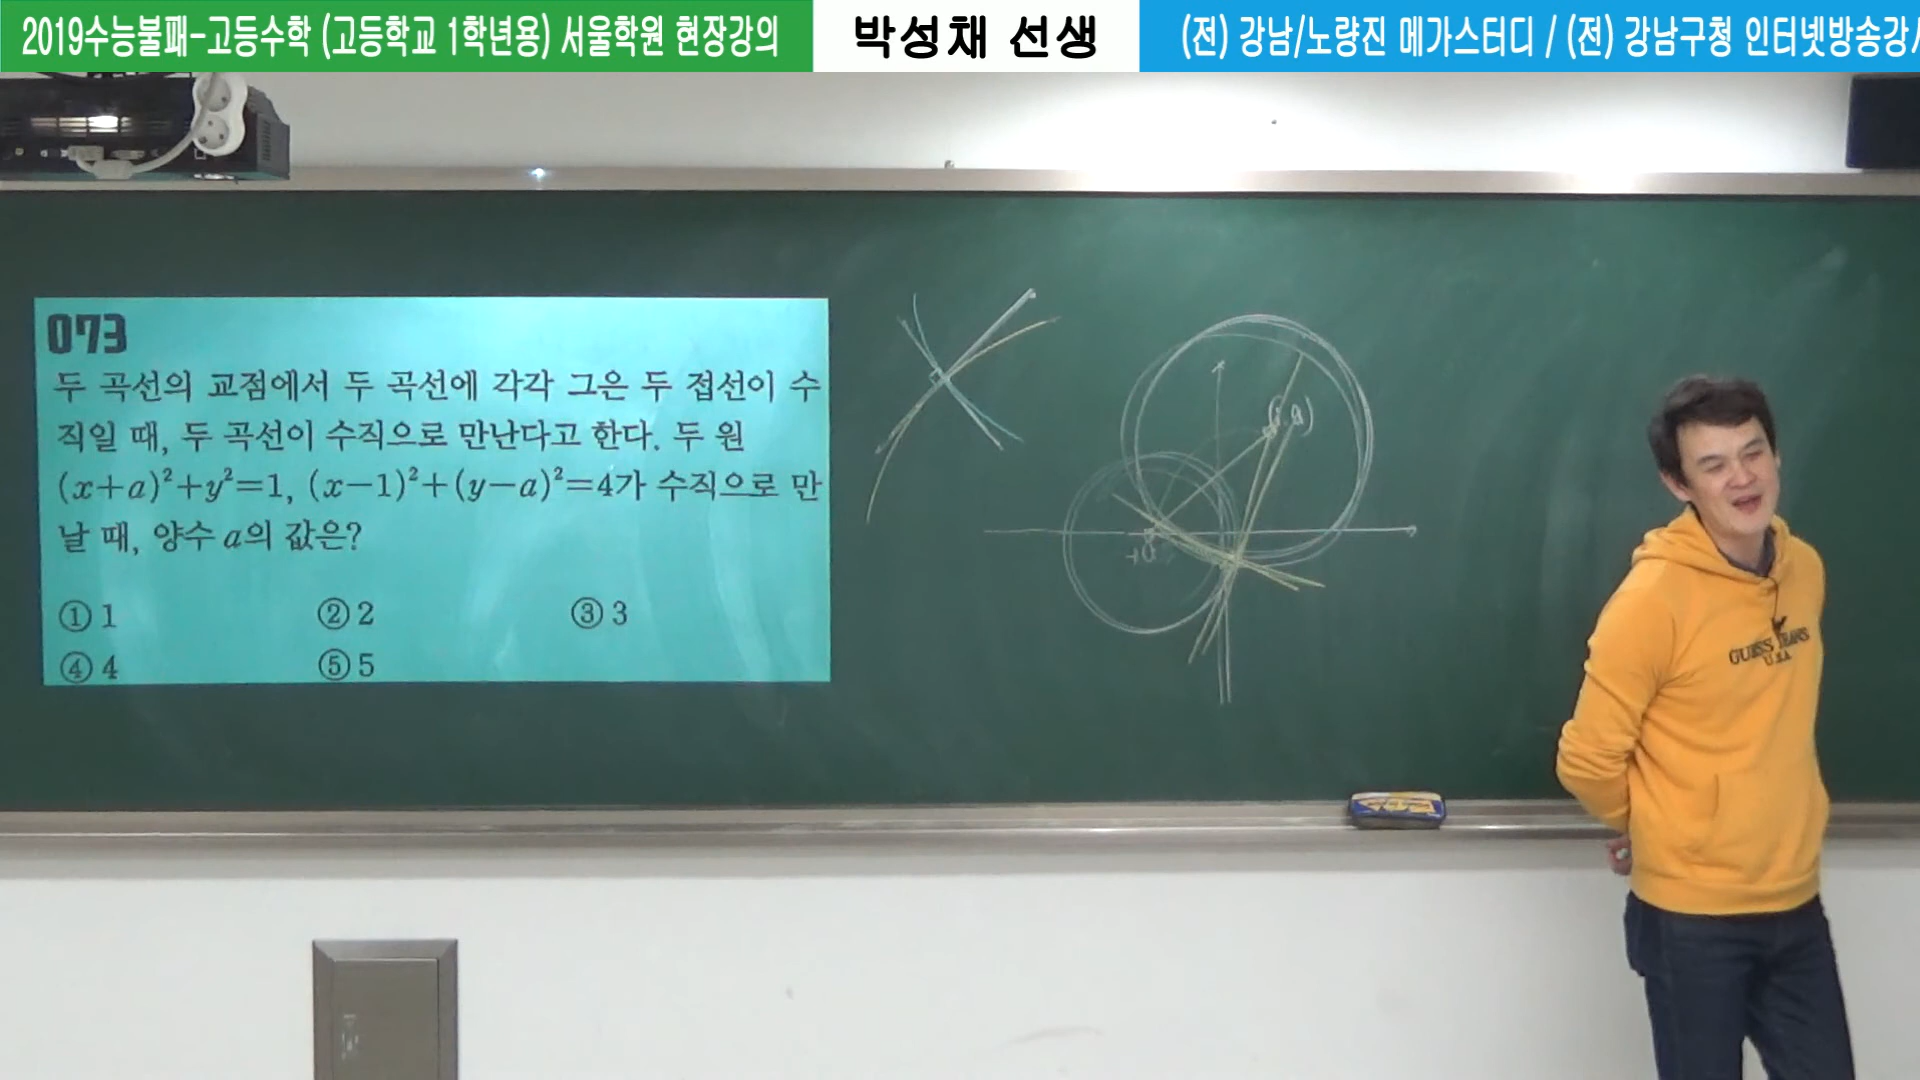 2019수능불패-고등수학 (고등학교 1학년용) 서울학원 현장강의
박성채 선생
(전) 강남/노량진 메가스터디 / (전) 강남구청 인터넷방송강
073
두 곡선의 교점에서 두 곡선에 각각 그은 두 접선이 수
직일 때, 두 곡선이 수직으로 만난다고 한다. 두 원
(x+a)²+y²=1, (x-1)²+(y-a)²=4가 수직으로 만
날 때, 양수 a의 값은?
① 1 ② 2 ③ 3
④ 4 ⑤ 5
GUESS JEANS
U.S.A